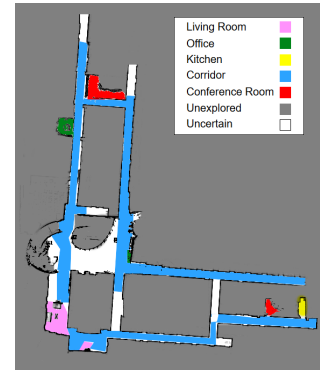 Living Room
Office
Kitchen
Corridor
Conference Room
Unexplored
Uncertain